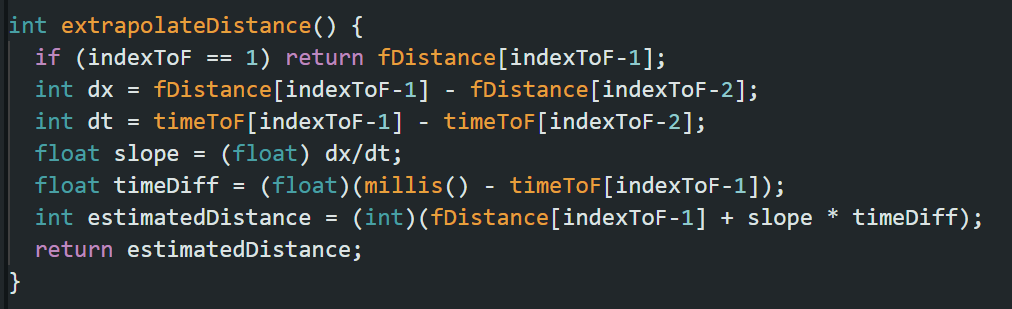 int extrapolateDistance() {
  if (indexToF == 1) return fDistance[indexToF-1];
  int dx = fDistance[indexToF-1] - fDistance[indexToF-2];
  int dt = timeToF[indexToF-1] - timeToF[indexToF-2];
  float slope = (float) dx/dt;
  float timeDiff = (float)(millis() - timeToF[indexToF-1]);
  int estimatedDistance = (int)(fDistance[indexToF-1] + slope * timeDiff);
  return estimatedDistance;
}